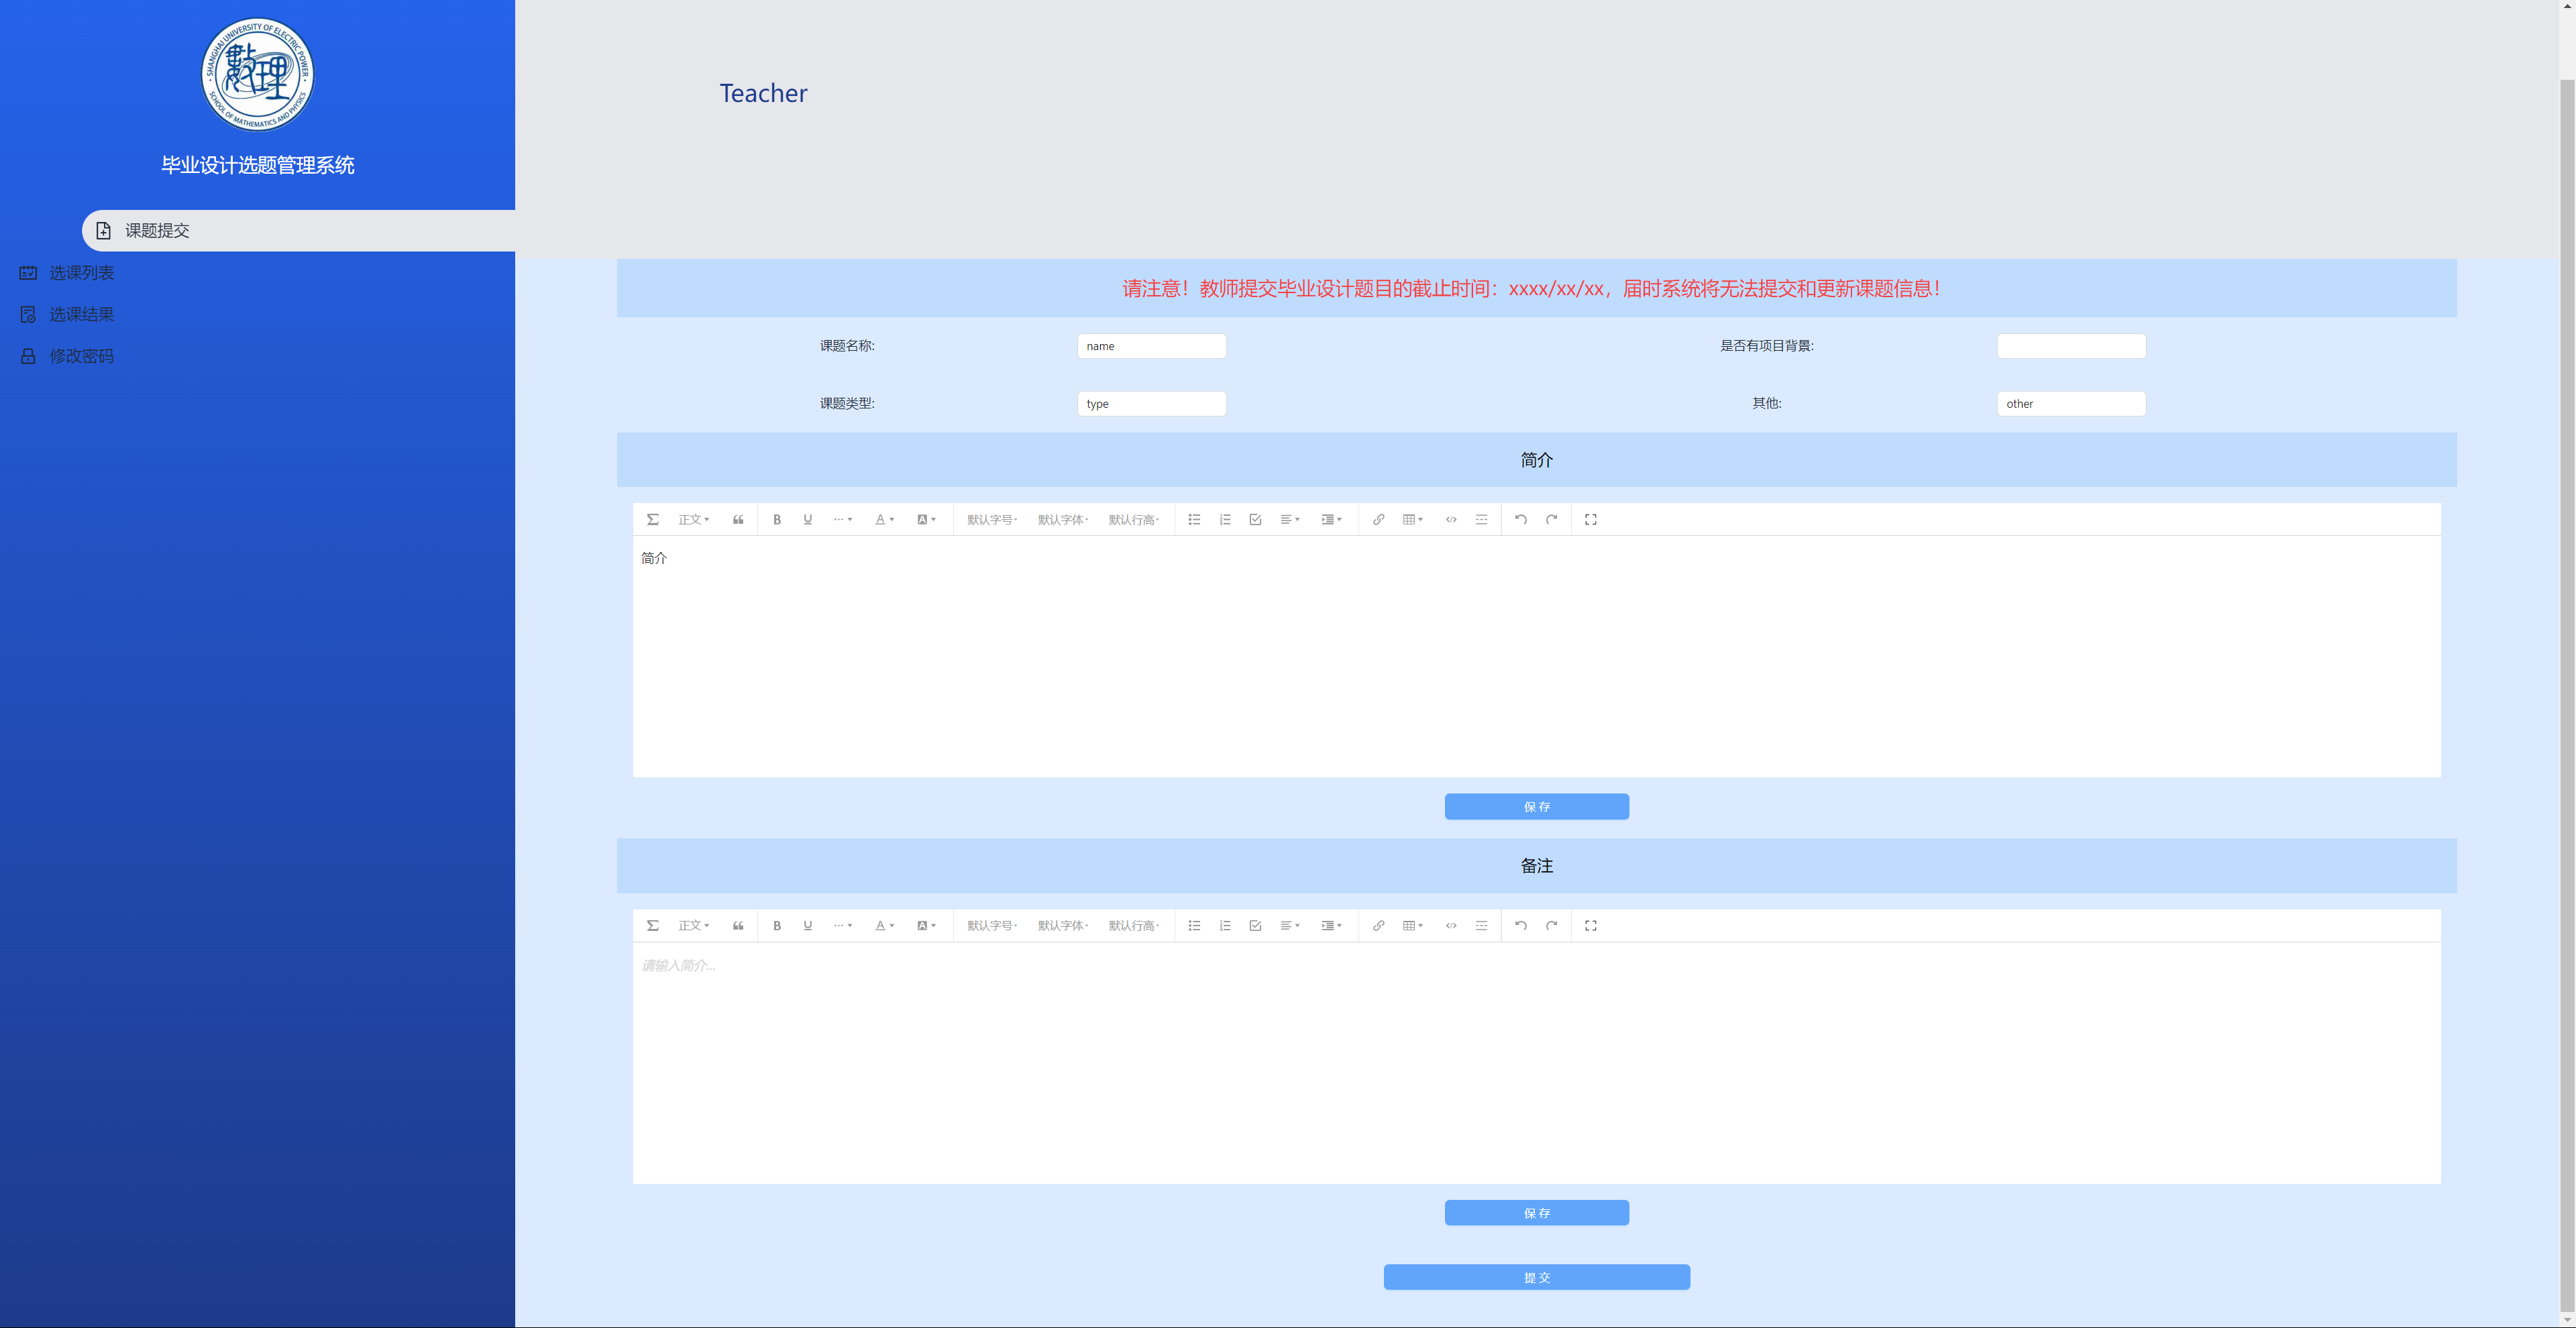 SHANGHAI UNIVERSITY OF ELECTRIC POWER
數理
SCHOOL OF MATHEMATICS AND PHYSICS
毕业设计选题管理系统
课题提交
选课列表
选课结果
修改密码
Teacher
请注意！教师提交毕业设计题目的截止时间：xxxx/xx/xx，届时系统将无法提交和更新课题信息！
课题名称: name 是否有项目背景:
课题类型: type 其他: other
简介
正文 B U A A 默认字号 默认字体 默认行高
简介
保 存
备注
正文 B U A A 默认字号 默认字体 默认行高
请输入简介...
保 存
提 交